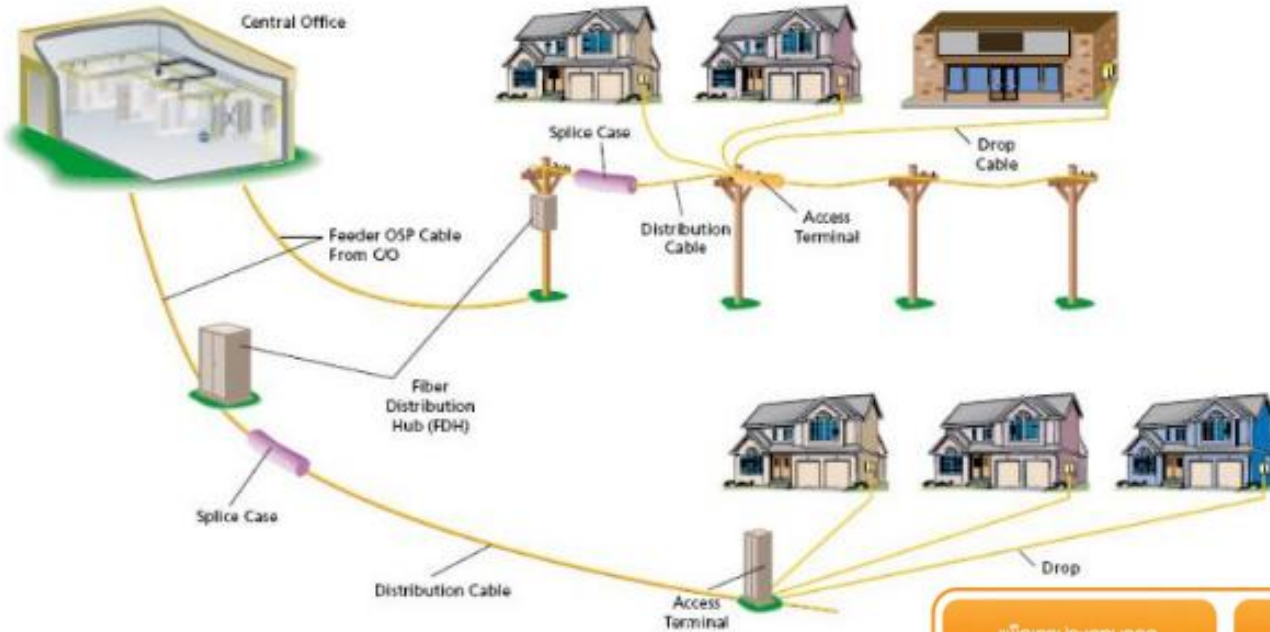 Central Office
Splice Case
Drop
Cable
Distribution
Cable
Access
Terminal
Feeder OSP Cable
From C/O
Fiber
Distribution
Hub (FDH)
Splice Case
Distribution Cable
Access
Terminal
Drop